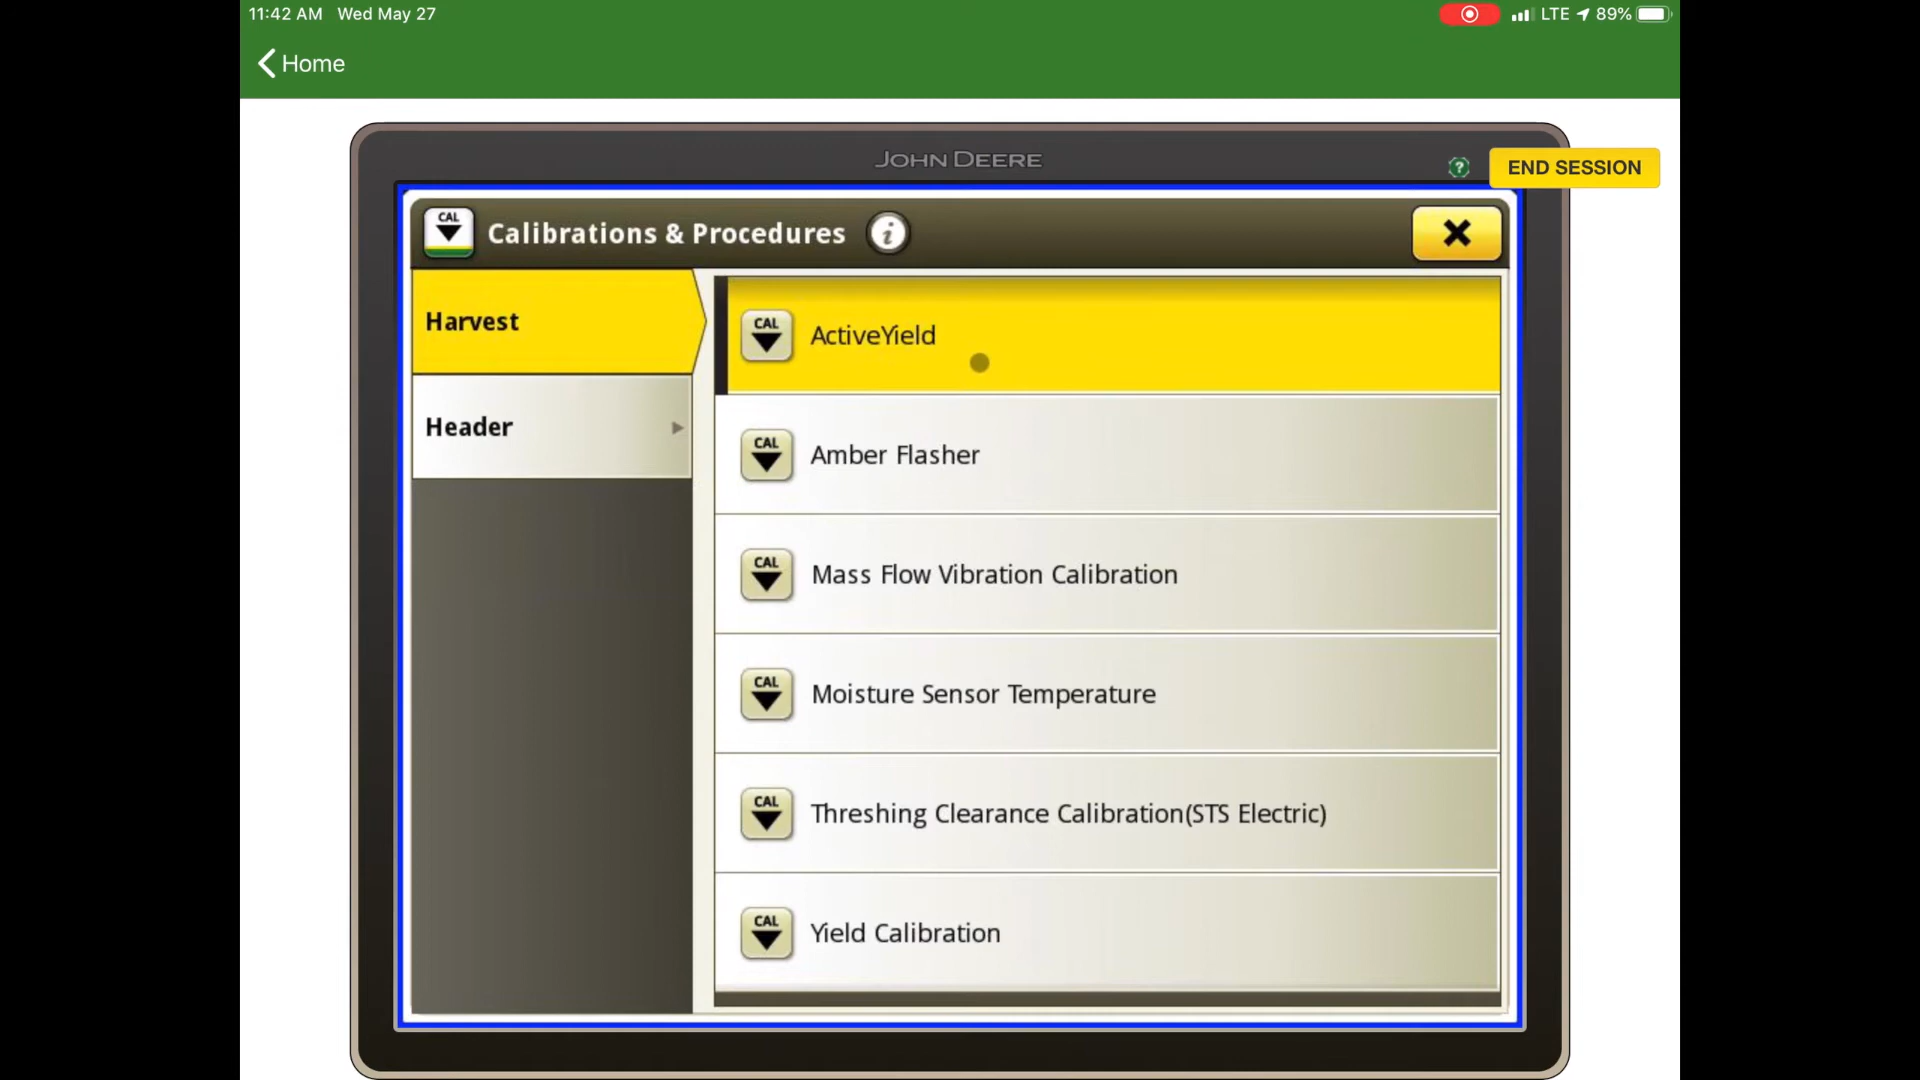 11:42 AM Wed May 27
LTE 89%
Home
JOHN DEERE
?
END SESSION
CAL
Calibrations & Procedures
i
Harvest
Header
CAL
ActiveYield
CAL
Amber Flasher
CAL
Mass Flow Vibration Calibration
CAL
Moisture Sensor Temperature
CAL
Threshing Clearance Calibration(STS Electric)
CAL
Yield Calibration